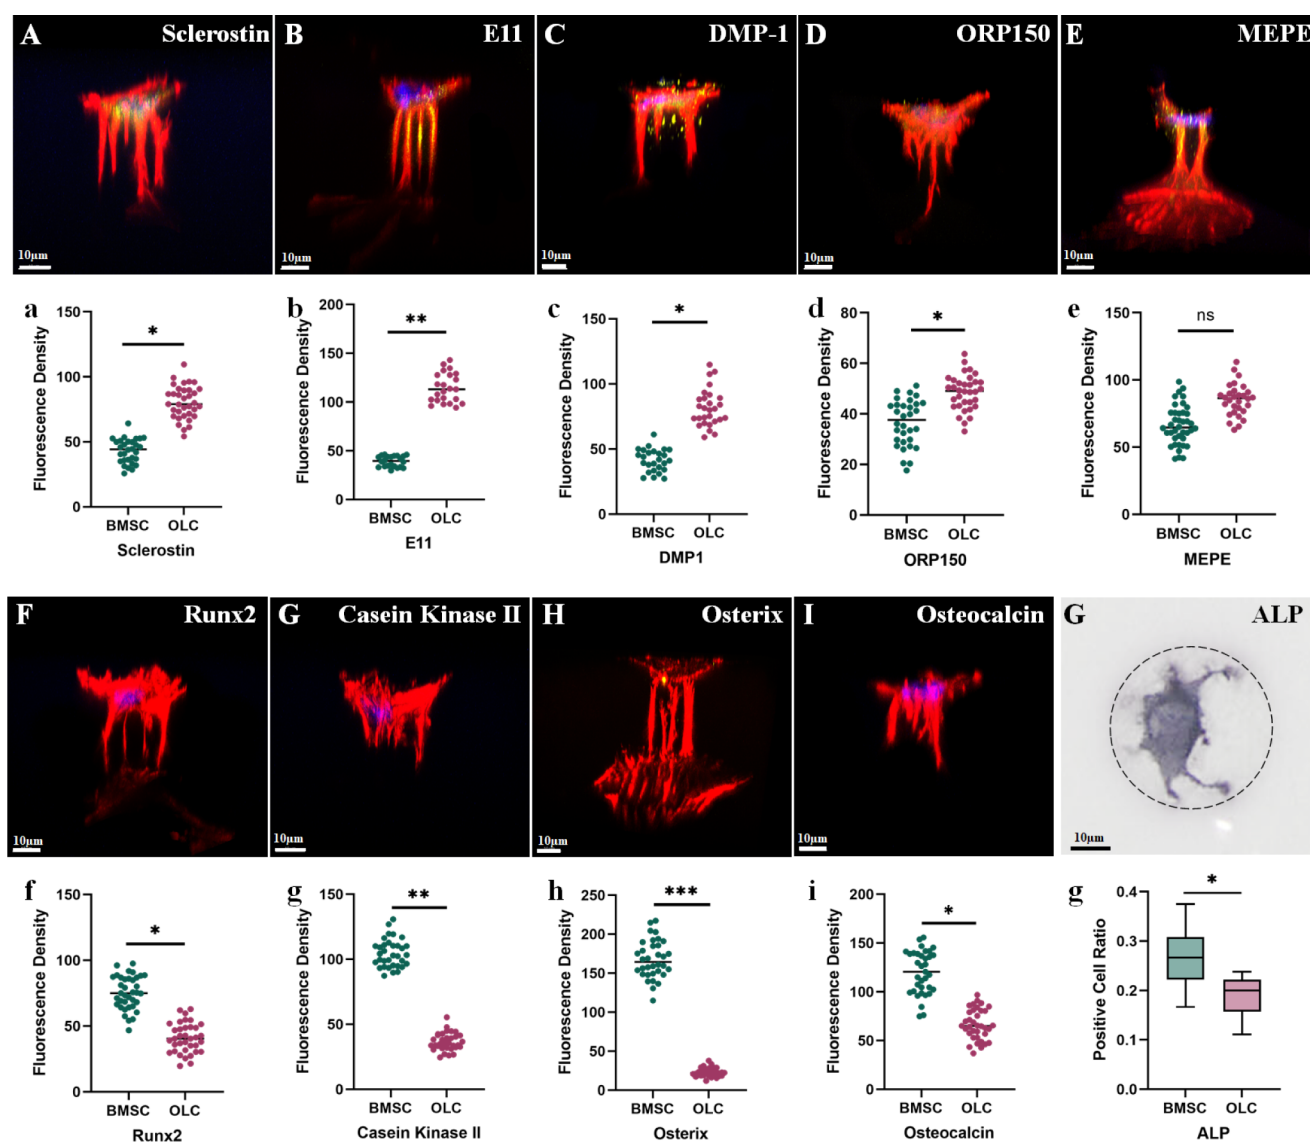 A Sclerostin
B E11
C DMP-1
D ORP150
E MEPE
10µm
10µm
10µm
10µm
10µm
a
Fluorescence Density
150
100
50
0
*
BMSC OLC
Sclerostin
b
Fluorescence Density
200
150
100
50
0
**
BMSC OLC
E11
c
Fluorescence Density
150
100
50
0
*
BMSC OLC
DMP1
d
Fluorescence Density
80
60
40
20
0
*
BMSC OLC
ORP150
e
Fluorescence Density
150
100
50
0
ns
BMSC OLC
MEPE
F Runx2
G Casein Kinase II
H Osterix
I Osteocalcin
G ALP
10µm
10µm
10µm
10µm
10µm
f
Fluorescence Density
150
100
50
0
*
BMSC OLC
Runx2
g
Fluorescence Density
150
100
50
0
**
BMSC OLC
Casein Kinase II
h
Fluorescence Density
250
200
150
100
50
0
***
BMSC OLC
Osterix
i
Fluorescence Density
200
150
100
50
0
*
BMSC OLC
Osteocalcin
g
Positive Cell Ratio
0.4
0.3
0.2
0.1
0.0
*
BMSC OLC
ALP